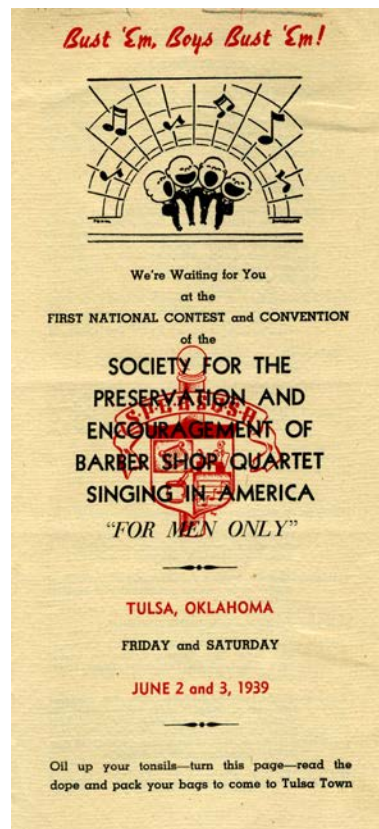 Bust 'Em, Boys Bust 'Em!
We're Waiting for You
at the
FIRST NATIONAL CONTEST and CONVENTION
of the
SOCIETY FOR THE
PRESERVATION AND
ENCOURAGEMENT OF
BARBER SHOP QUARTET
SINGING IN AMERICA
"FOR MEN ONLY"
TULSA, OKLAHOMA
FRIDAY and SATURDAY
JUNE 2 and 3, 1939
Oil up your tonsils—turn this page—read the
dope and pack your bags to come to Tulsa Town